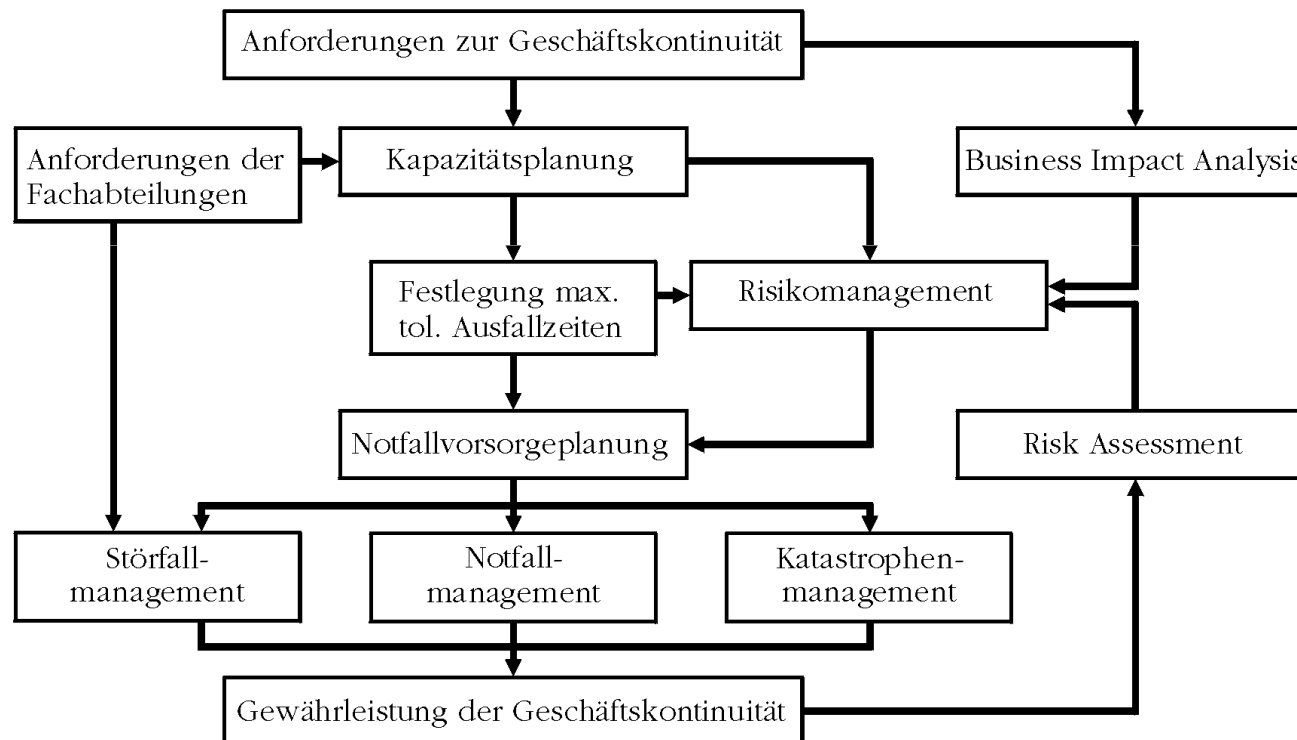 Anforderungen zur Geschäftskontinuität
Anforderungen der
Fachabteilungen
Kapazitätsplanung
Business Impact Analysis
Festlegung max.
tol. Ausfallzeiten
Risikomanagement
Notfallvorsorgeplanung
Risk Assessment
Störfall-
management
Notfall-
management
Katastrophen-
management
Gewährleistung der Geschäftskontinuität